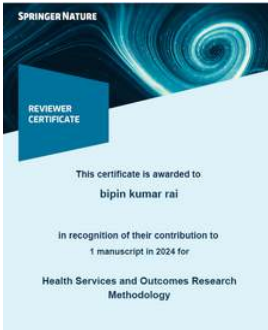 SPRINGER NATURE
REVIEWER
CERTIFICATE
This certificate is awarded to
bipin kumar rai
in recognition of their contribution to
1 manuscript in 2024 for
Health Services and Outcomes Research
Methodology